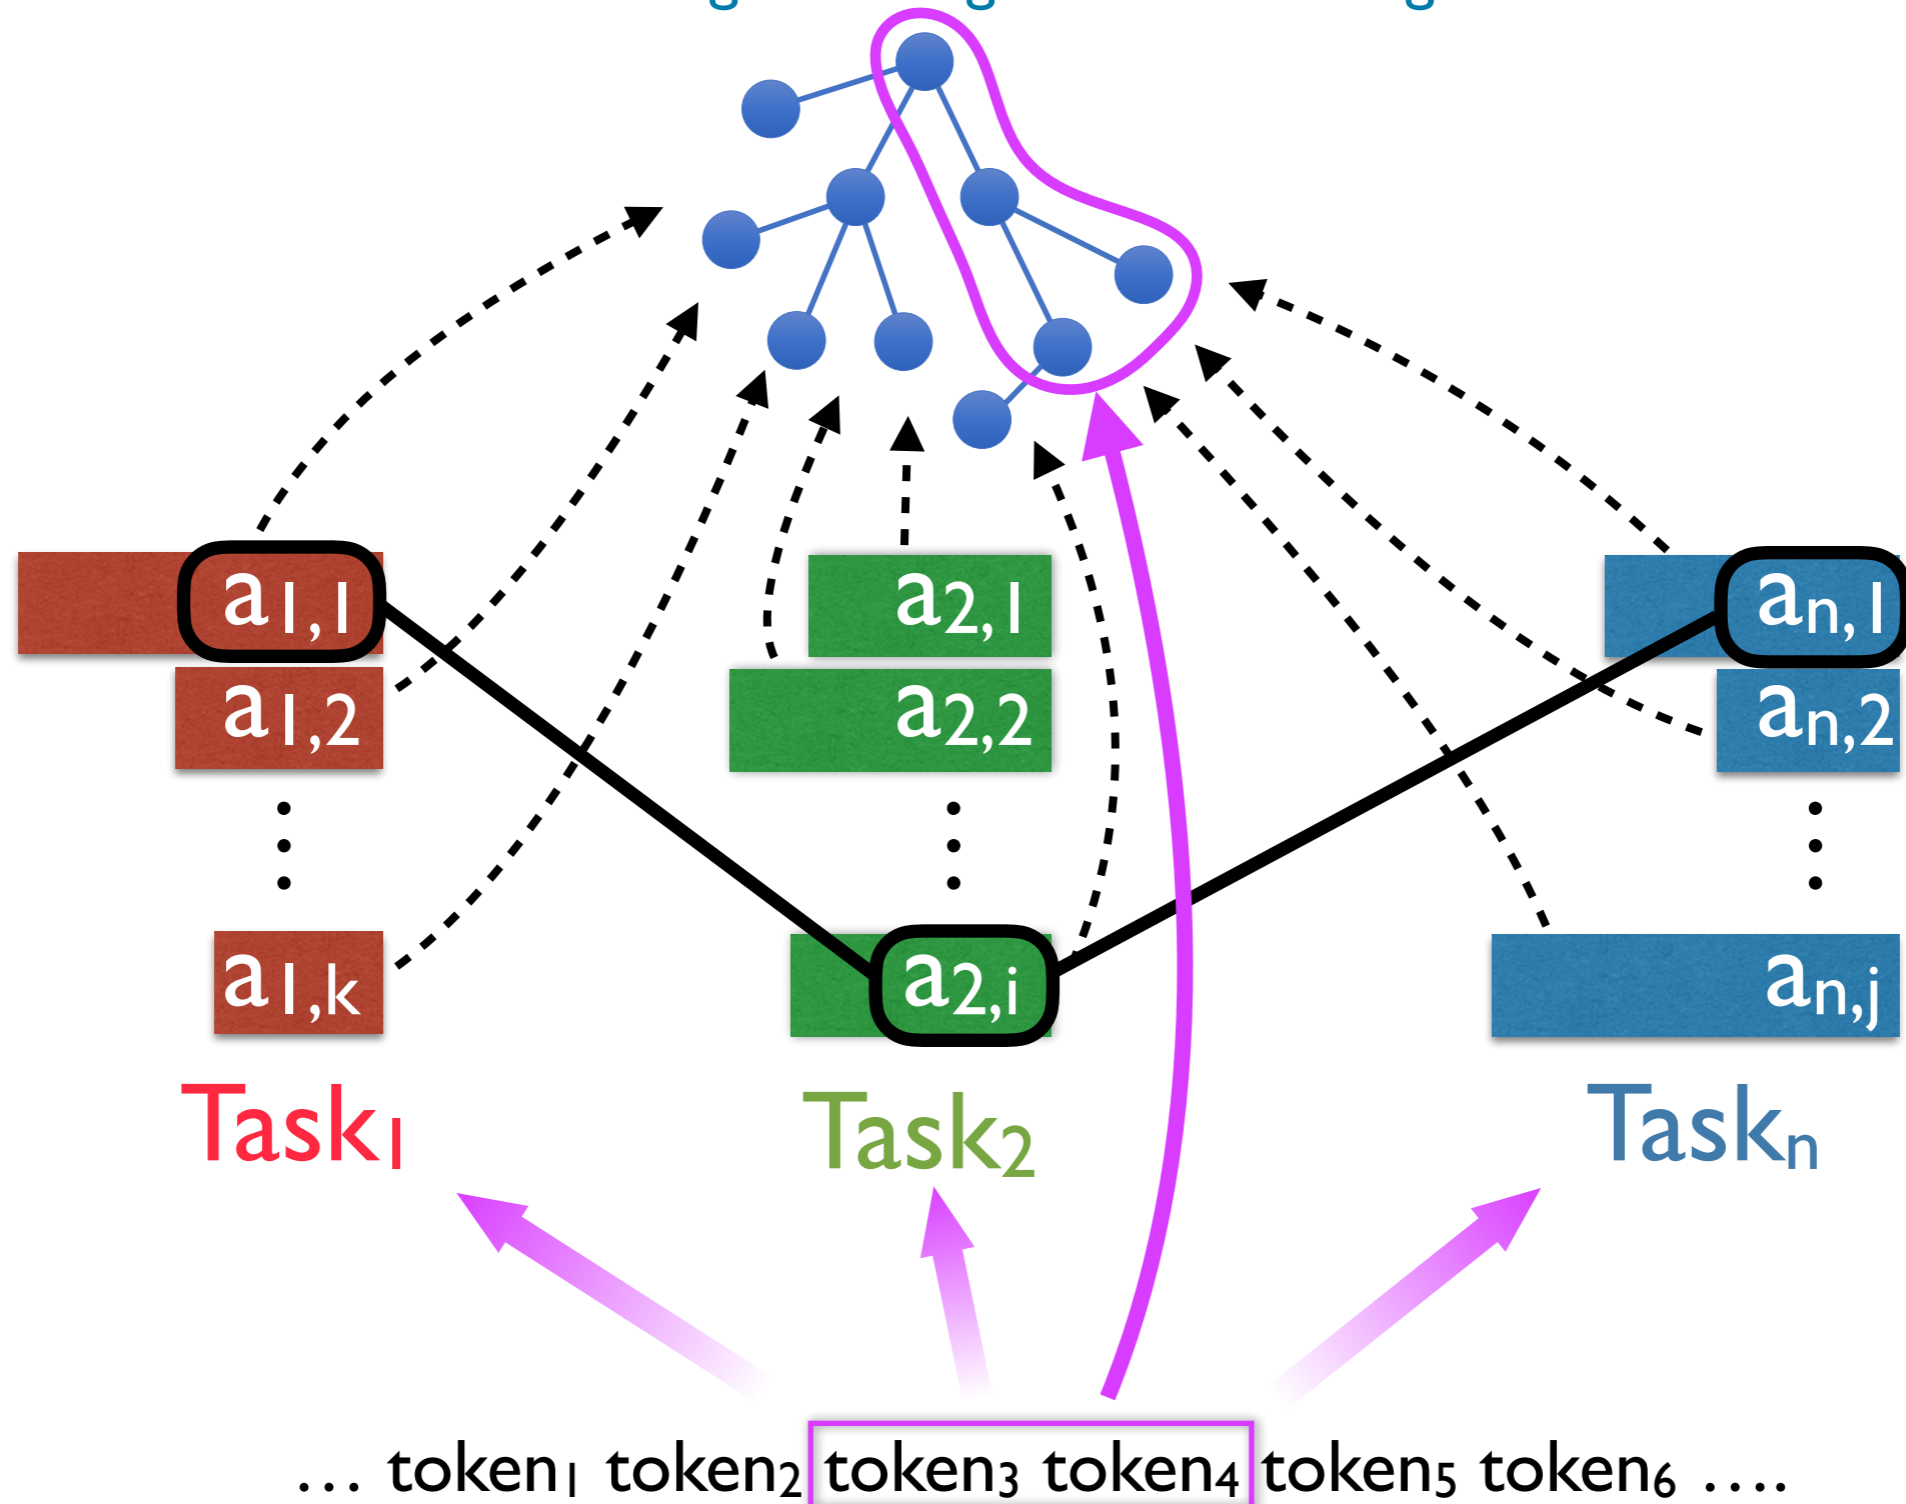 a1,1 a2,1 an,1
a1,2 a2,2 an,2
a1,k a2,i an,j
Task1 Task2 Taskn
… token1 token2 token3 token4 token5 token6 ….